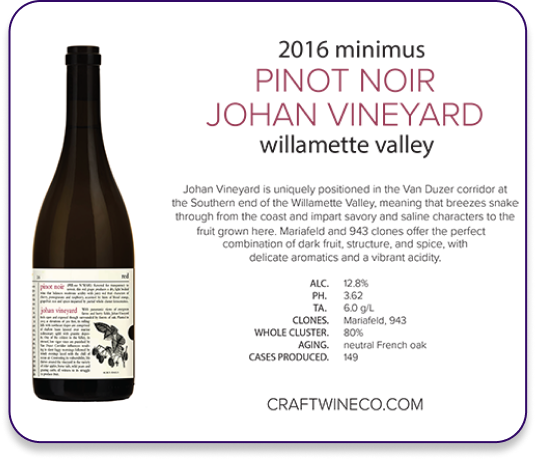 2016 minimus
PINOT NOIR
JOHAN VINEYARD
willamette valley
Johan Vineyard is uniquely positioned in the Van Duzer corridor at
the Southern end of the Willamette Valley, meaning that breezes snake
through from the coast and impart savory and saline characters to the
fruit grown here. Mariafeld and 943 clones offer the perfect
combination of dark fruit, structure, and spice, with
delicate aromatics and a vibrant acidity.
ALC. 12.8%
PH. 3.62
TA. 6.0 g/L
CLONES. Mariafeld, 943
WHOLE CLUSTER. 80%
AGING. neutral French oak
CASES PRODUCED. 149
CRAFTWINECO.COM
red
pinot noir
johan vineyard